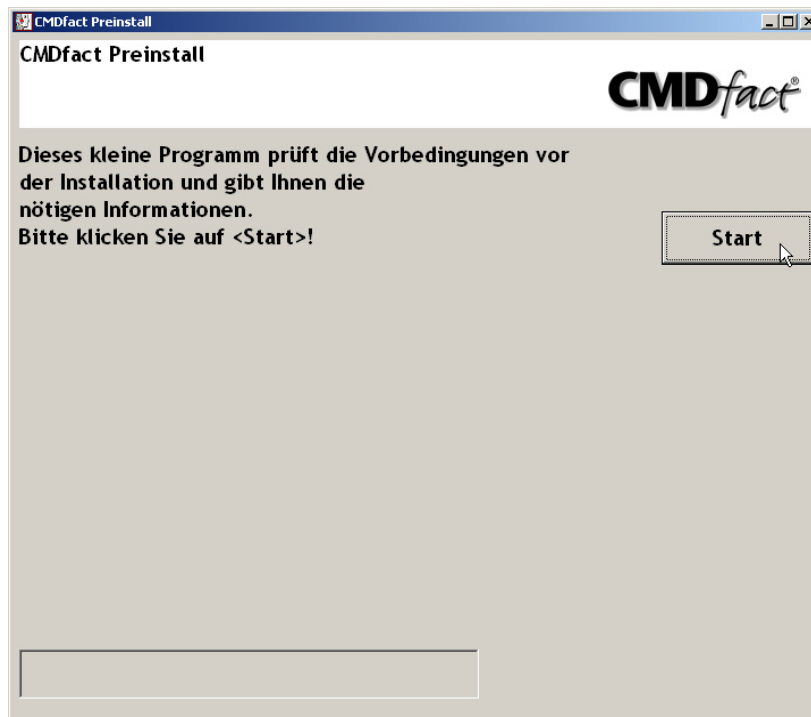 CMDfact Preinstall
CMDfact Preinstall
CMDfact®
Dieses kleine Programm prüft die Vorbedingungen vor
der Installation und gibt Ihnen die
nötigen Informationen.
Bitte klicken Sie auf <Start>!
Start